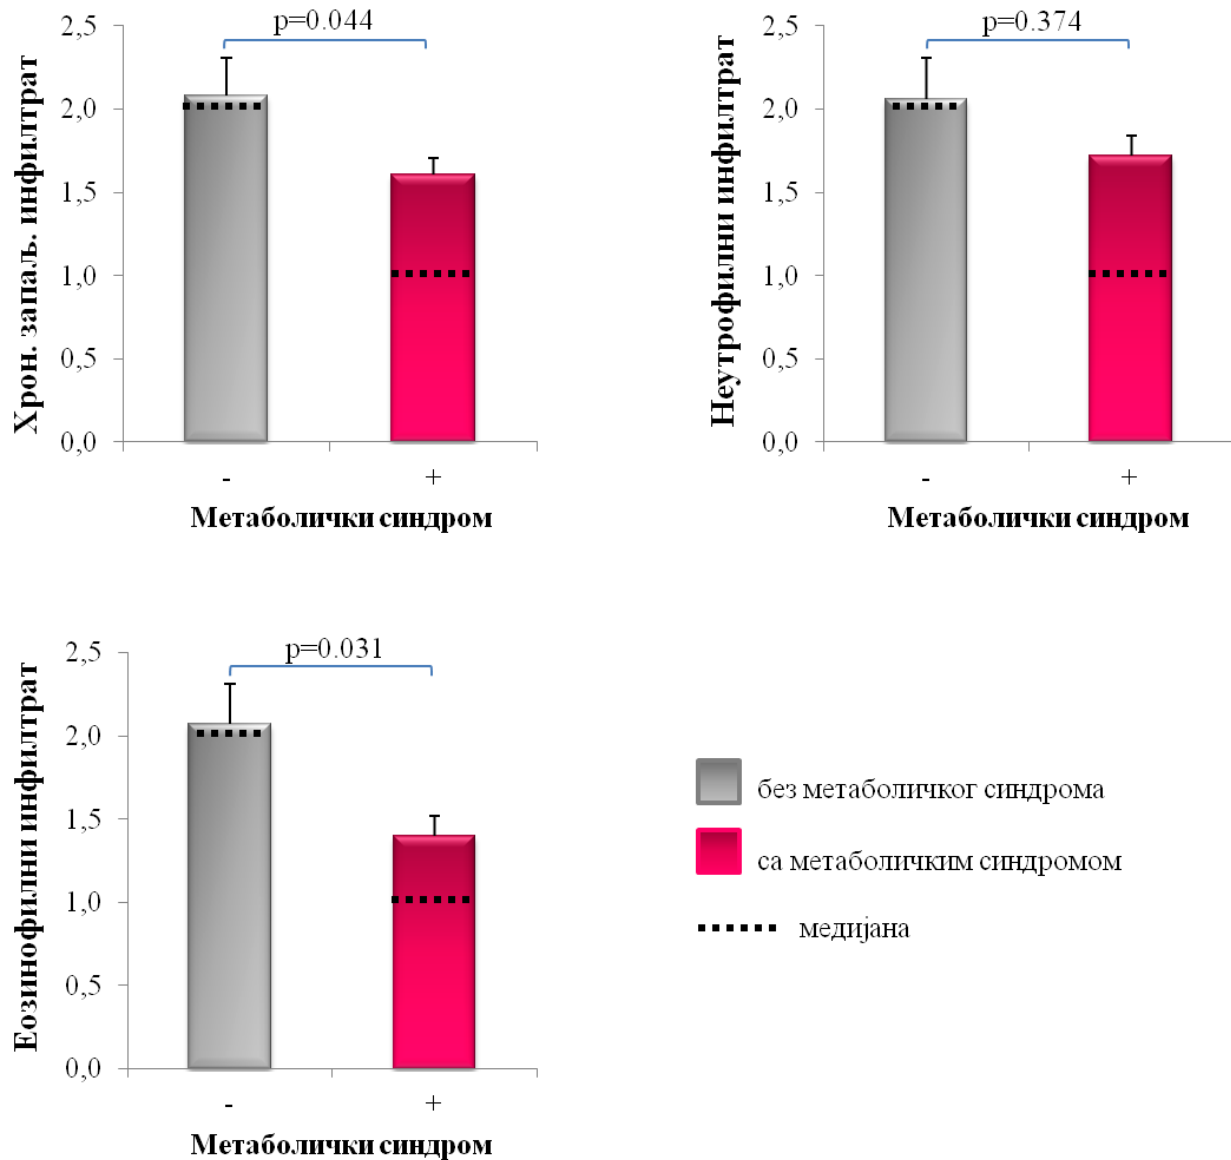 Хрон. запаљ. инфилтрат
2,5
2,0
1,5
1,0
0,5
0,0
p=0.044
-
+
Метаболички синдром
Неутрофилни инфилтрат
2,5
2,0
1,5
1,0
0,5
0,0
p=0.374
-
+
Метаболички синдром
Еозинофилни инфилтрат
2,5
2,0
1,5
1,0
0,5
0,0
p=0.031
-
+
Метаболички синдром
без метаболичког синдрома
са метаболичким синдромом
медијана